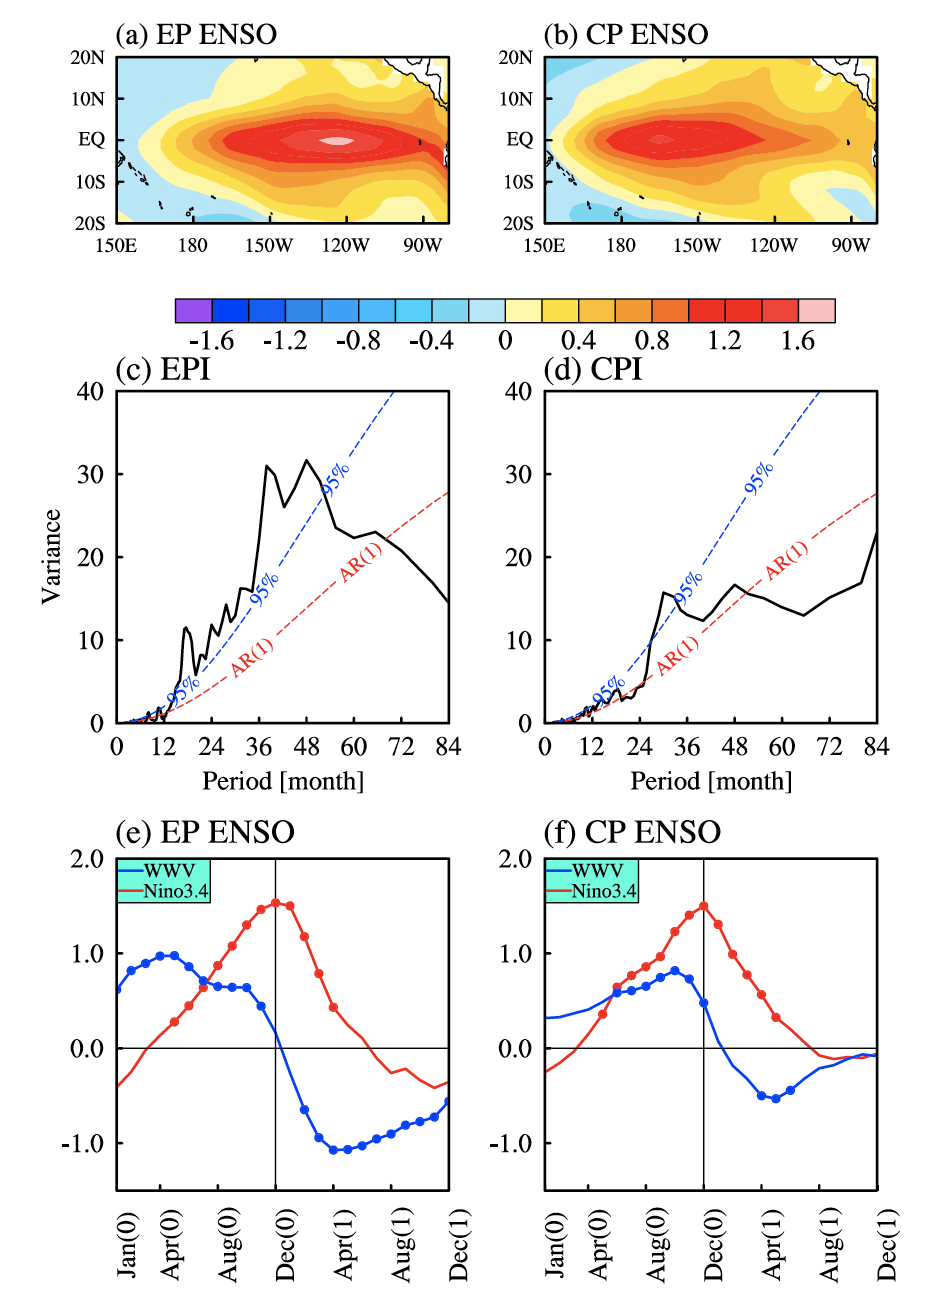 (a) EP ENSO (b) CP ENSO
20N 20N
10N 10N
EQ EQ
10S 10S
20S 20S
150E 180 150W 120W 90W 150E 180 150W 120W 90W
-1.6 -1.2 -0.8 -0.4 0 0.4 0.8 1.2 1.6
(c) EPI (d) CPI
40 40
30 30
20 20
10 10
0 0
Variance
95% 95% 95%
AR(1) AR(1)
95% 95% 95%
AR(1) AR(1)
0 12 24 36 48 60 72 84 0 12 24 36 48 60 72 84
Period [month] Period [month]
(e) EP ENSO (f) CP ENSO
2.0 2.0
WWV WWV
Nino3.4 Nino3.4
1.0 1.0
0.0 0.0
-1.0 -1.0
Jan(0) Apr(0) Aug(0) Dec(0) Apr(1) Aug(1) Dec(1) Jan(0) Apr(0) Aug(0) Dec(0) Apr(1) Aug(1) Dec(1)